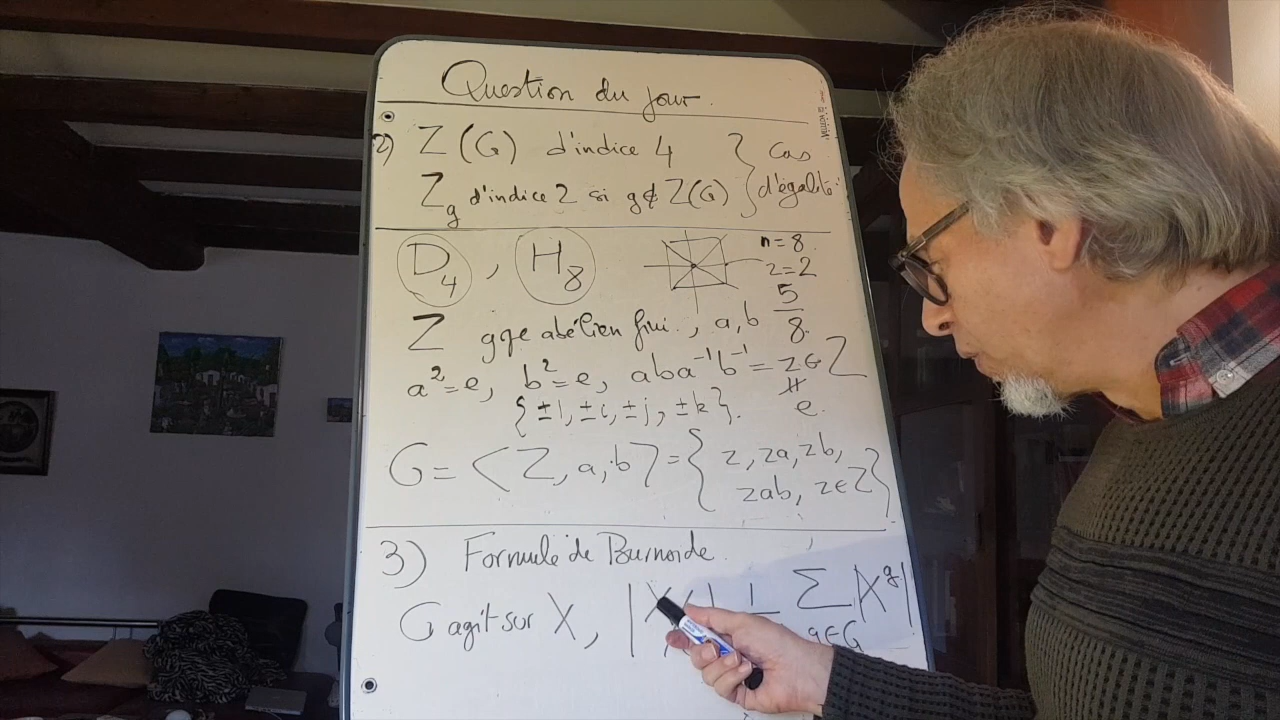 Question du jour.
2) Z(G) d'indice 4
Z_g d'indice 2 si g∉Z(G) } Cas d'égalité:
D_4, H_8
n=8
z=2
5/8
Z gpe abélien fini, a,b
a²=e, b²=e, aba⁻¹b⁻¹=z∈Z
≠
e.
{±1, ±i, ±j, ±k}.
G = <Z, a, b> = {z, za, zb,
zab, z∈Z}
3) Formule de Burnside.
G agit sur X, |X Σ |X^g|
g∈G